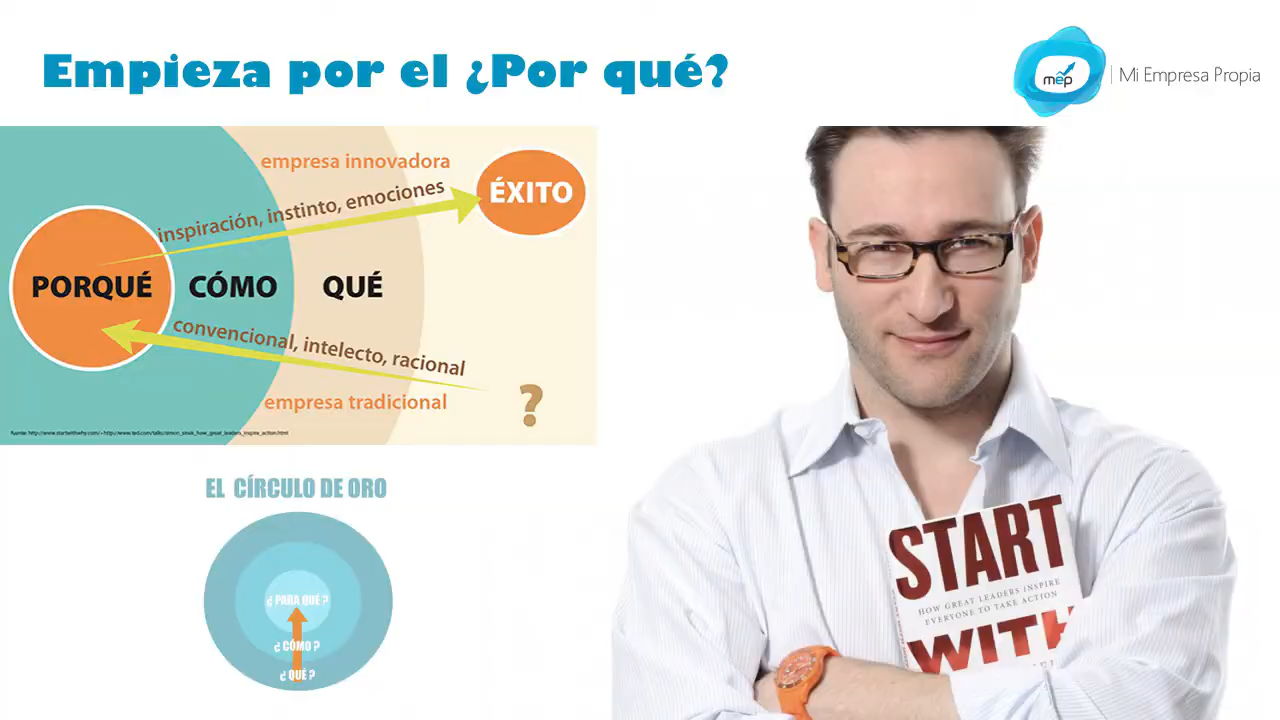 Empieza por el ¿Por qué?
mep
Mi Empresa Propia
empresa innovadora
inspiración, instinto, emociones
ÉXITO
PORQUÉ
CÓMO
QUÉ
convencional, intelecto, racional
empresa tradicional
?
EL CÍRCULO DE ORO
¿ PARA QUÉ ?
¿ CÓMO ?
¿ QUÉ ?
START
HOW GREAT LEADERS INSPIRE
EVERYONE TO TAKE ACTION
WITH